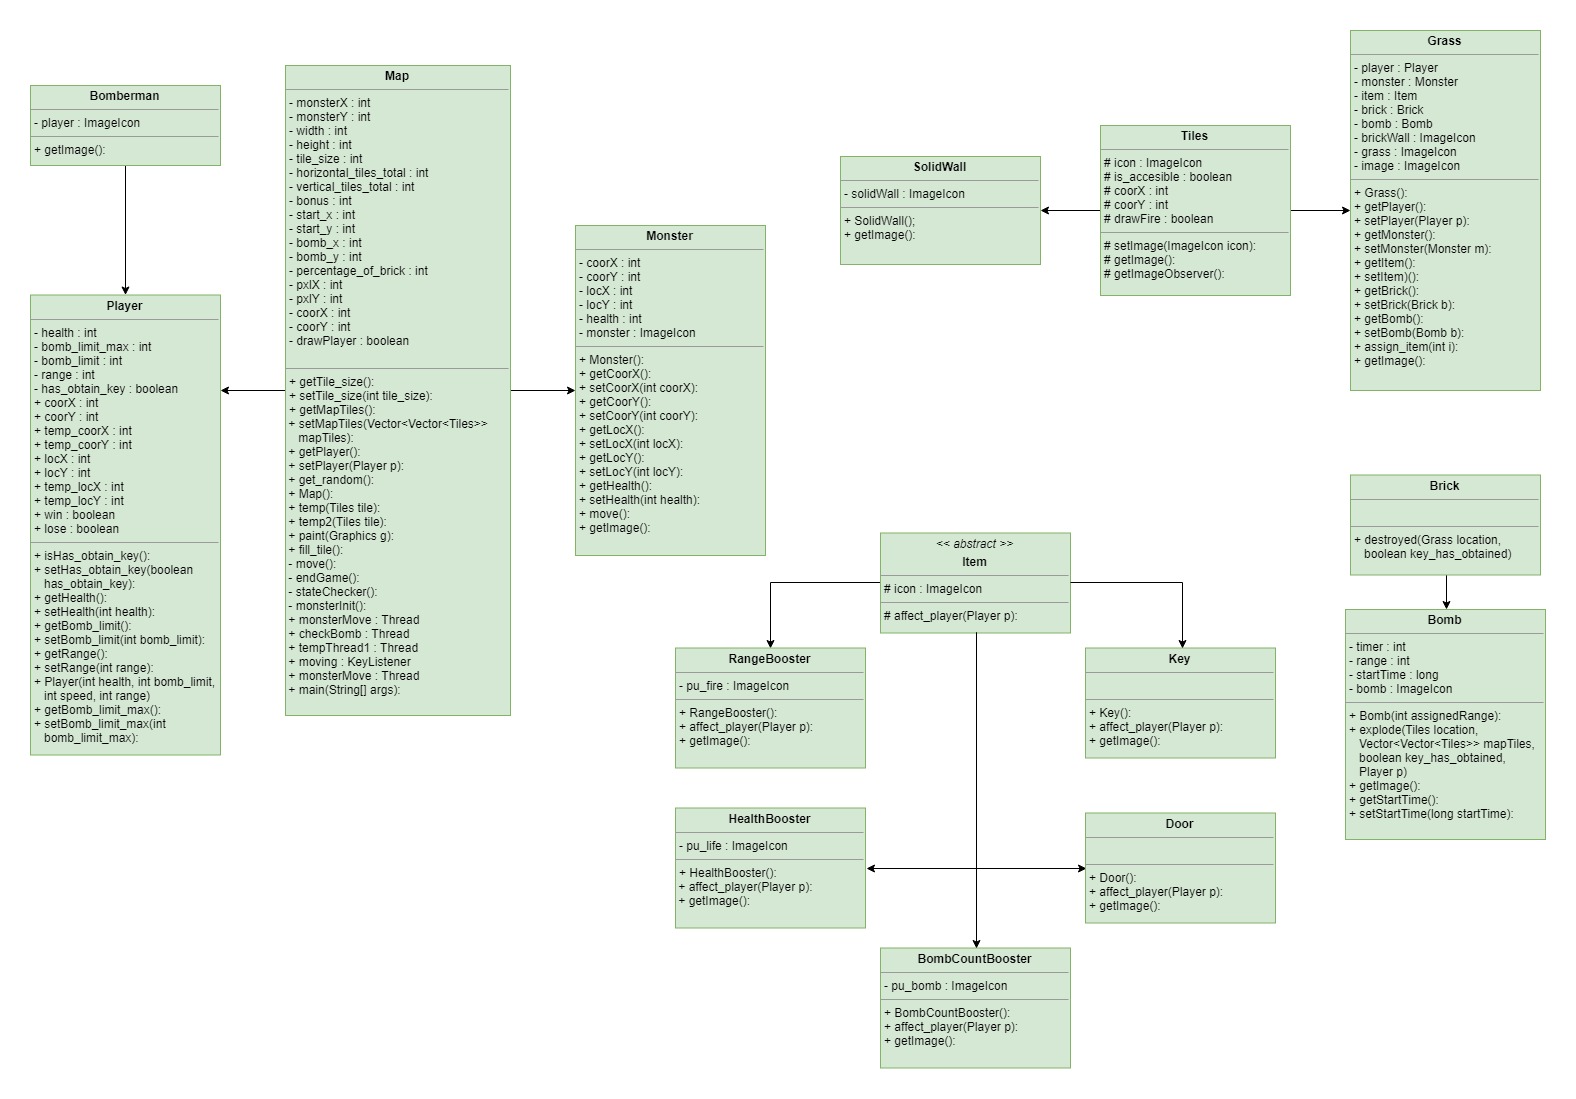 Bomberman
- player : ImageIcon
+ getImage():
Player
- health : int
- bomb_limit_max : int
- bomb_limit : int
- range : int
- has_obtain_key : boolean
+ coorX : int
+ coorY : int
+ temp_coorX : int
+ temp_coorY : int
+ locX : int
+ locY : int
+ temp_locX : int
+ temp_locY : int
+ win : boolean
+ lose : boolean
+ isHas_obtain_key():
+ setHas_obtain_key(boolean
has_obtain_key):
+ getHealth():
+ setHealth(int health):
+ getBomb_limit():
+ setBomb_limit(int bomb_limit):
+ getRange():
+ setRange(int range):
+ Player(int health, int bomb_limit,
int speed, int range)
+ getBomb_limit_max():
+ setBomb_limit_max(int
bomb_limit_max):
Map
- monsterX : int
- monsterY : int
- width : int
- height : int
- tile_size : int
- horizontal_tiles_total : int
- vertical_tiles_total : int
- bonus : int
- start_x : int
- start_y : int
- bomb_x : int
- bomb_y : int
- percentage_of_brick : int
- pxlX : int
- pxlY : int
- coorX : int
- coorY : int
- drawPlayer : boolean
+ getTile_size():
+ setTile_size(int tile_size):
+ getMapTiles():
+ setMapTiles(Vector<Vector<Tiles>>
mapTiles):
+ getPlayer():
+ setPlayer(Player p):
+ get_random():
+ Map():
+ temp(Tiles tile):
+ temp2(Tiles tile):
+ paint(Graphics g):
+ fill_tile():
- move():
- endGame():
- stateChecker():
- monsterInit():
+ monsterMove : Thread
+ checkBomb : Thread
+ tempThread1 : Thread
+ moving : KeyListener
+ monsterMove : Thread
+ main(String[] args):
Monster
- coorX : int
- coorY : int
- locX : int
- locY : int
- health : int
- monster : ImageIcon
+ Monster():
+ getCoorX():
+ setCoorX(int coorX):
+ getCoorY():
+ setCoorY(int coorY):
+ getLocX():
+ setLocX(int locX):
+ getLocY():
+ setLocY(int locY):
+ getHealth():
+ setHealth(int health):
+ move():
+ getImage():
SolidWall
- solidWall : ImageIcon
+ SolidWall();
+ getImage():
Tiles
# icon : ImageIcon
# is_accesible : boolean
# coorX : int
# coorY : int
# drawFire : boolean
# setImage(ImageIcon icon):
# getImage():
# getImageObserver():
Grass
- player : Player
- monster : Monster
- item : Item
- brick : Brick
- bomb : Bomb
- brickWall : ImageIcon
- grass : ImageIcon
- image : ImageIcon
+ Grass():
+ getPlayer():
+ setPlayer(Player p):
+ getMonster():
+ setMonster(Monster m):
+ getItem():
+ setItem)():
+ getBrick():
+ setBrick(Brick b):
+ getBomb():
+ setBomb(Bomb b):
+ assign_item(int i):
+ getImage():
Brick
+ destroyed(Grass location,
boolean key_has_obtained)
Bomb
- timer : int
- range : int
- startTime : long
- bomb : ImageIcon
+ Bomb(int assignedRange):
+ explode(Tiles location,
Vector<Vector<Tiles>> mapTiles,
boolean key_has_obtained,
Player p)
+ getImage():
+ getStartTime():
+ setStartTime(long startTime):
<< abstract >>
Item
# icon : ImageIcon
# affect_player(Player p):
RangeBooster
- pu_fire : ImageIcon
+ RangeBooster():
+ affect_player(Player p):
+ getImage():
Key
+ Key():
+ affect_player(Player p):
+ getImage():
HealthBooster
- pu_life : ImageIcon
+ HealthBooster():
+ affect_player(Player p):
+ getImage():
Door
+ Door():
+ affect_player(Player p):
+ getImage():
BombCountBooster
- pu_bomb : ImageIcon
+ BombCountBooster():
+ affect_player(Player p):
+ getImage():